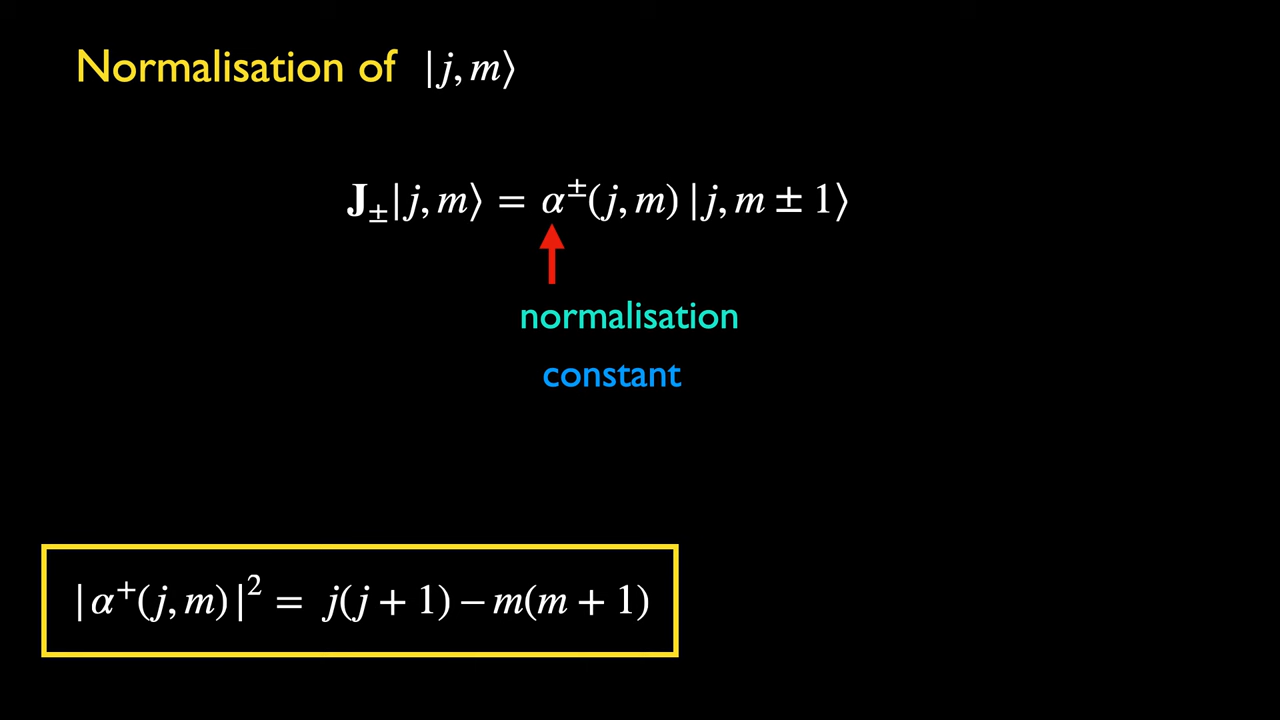 Normalisation of |j, m⟩
J±|j, m⟩ = α±(j, m) |j, m ± 1⟩
normalisation
constant
|α⁺(j, m)|² = j(j + 1) − m(m + 1)